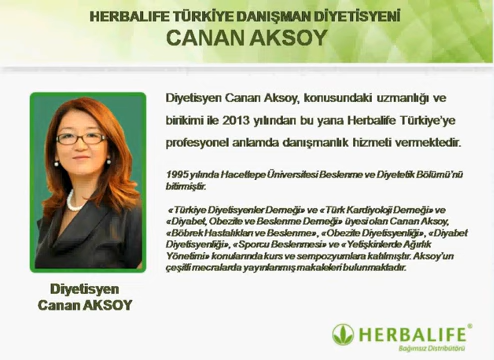 HERBALIFE TÜRKİYE DANIŞMAN DİYETİSYENİ
CANAN AKSOY
Diyetisyen Canan Aksoy, konusundaki uzmanlığı ve
birikimi ile 2013 yılından bu yana Herbalife Türkiye'ye
profesyonel anlamda danışmanlık hizmeti vermektedir.
1995 yılında Hacettepe Üniversitesi Beslenme ve Diyetetik Bölümü'nü
bitirmiştir.
«Türkiye Diyetisyenler Derneği» ve «Türk Kardiyoloji Derneği» ve
«Diyabet, Obezite ve Beslenme Derneği» üyesi olan Canan Aksoy,
«Böbrek Hastalıkları ve Beslenme», «Obezite Diyetisyenliği», «Diyabet
Diyetisyenliği», «Sporcu Beslenmesi» ve «Yetişkinlerde Ağırlık
Yönetimi» konularında kurs ve sempozyumlara katılmıştır. Aksoy'un
çeşitli mecralarda yayınlanmış makaleleri bulunmaktadır.
Diyetisyen
Canan AKSOY
HERBALIFE®
Bağımsız Distribütörü